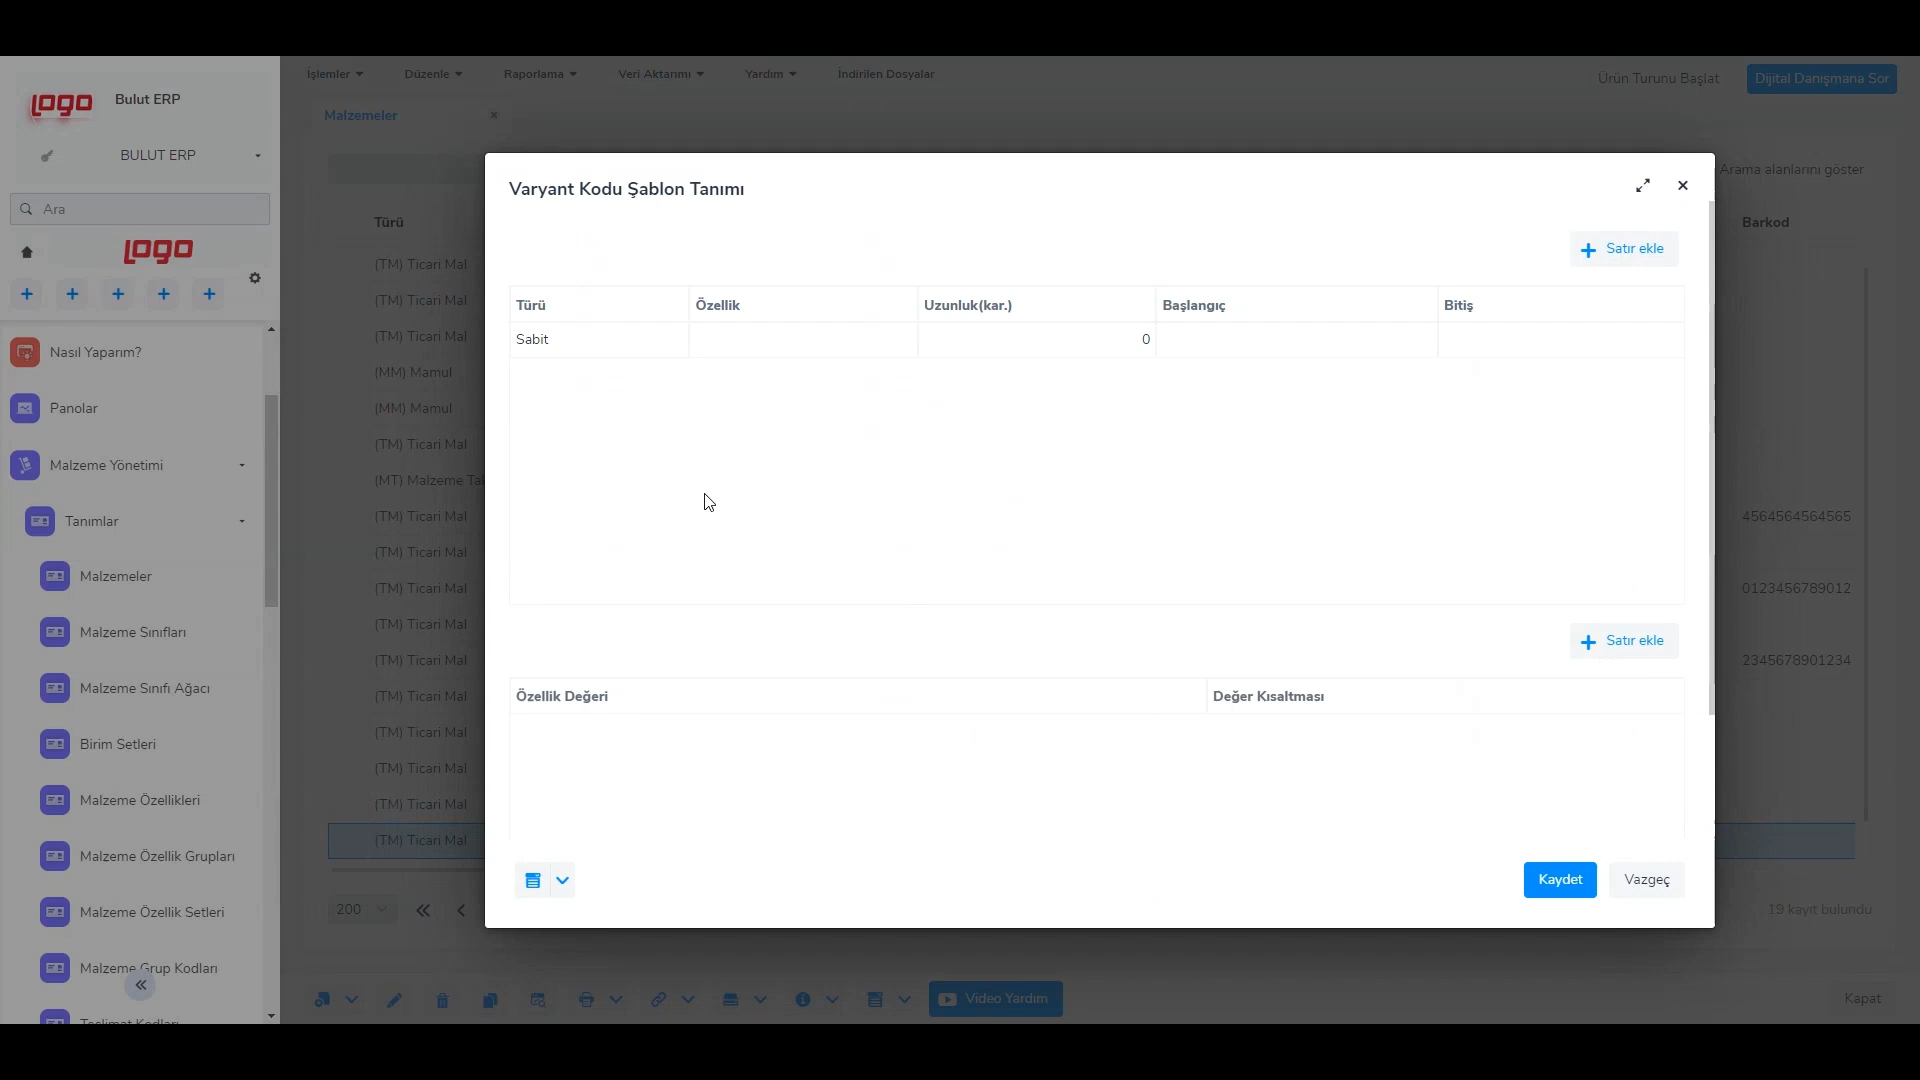 İşlemler
Düzenle
Raporlama
Veri Aktarımı
Yardım
İndirilen Dosyalar
Ürün Turunu Başlat
Dijital Danışmana Sor
logo
Bulut ERP
BULUT ERP
Ara
logo
Nasıl Yaparım?
Panolar
Malzeme Yönetimi
Tanımlar
Malzemeler
Malzeme Sınıfları
Malzeme Sınıfı Ağacı
Birim Setleri
Malzeme Özellikleri
Malzeme Özellik Grupları
Malzeme Özellik Setleri
Malzeme Grup Kodları
Teslimat Kodları
Malzemeler
Arama alanlarını göster
Türü
Barkod
(TM) Ticari Mal
(TM) Ticari Mal
(TM) Ticari Mal
(MM) Mamul
(MM) Mamul
(TM) Ticari Mal
(MT) Malzeme Tak
(TM) Ticari Mal
4564564564565
(TM) Ticari Mal
(TM) Ticari Mal
0123456789012
(TM) Ticari Mal
(TM) Ticari Mal
2345678901234
(TM) Ticari Mal
(TM) Ticari Mal
(TM) Ticari Mal
(TM) Ticari Mal
(TM) Ticari Mal
200
19 kayıt bulundu
Varyant Kodu Şablon Tanımı
Satır ekle
Türü
Özellik
Uzunluk(kar.)
Başlangıç
Bitiş
Sabit
0
Satır ekle
Özellik Değeri
Değer Kısaltması
Kaydet
Vazgeç
Video Yardım
Kapat